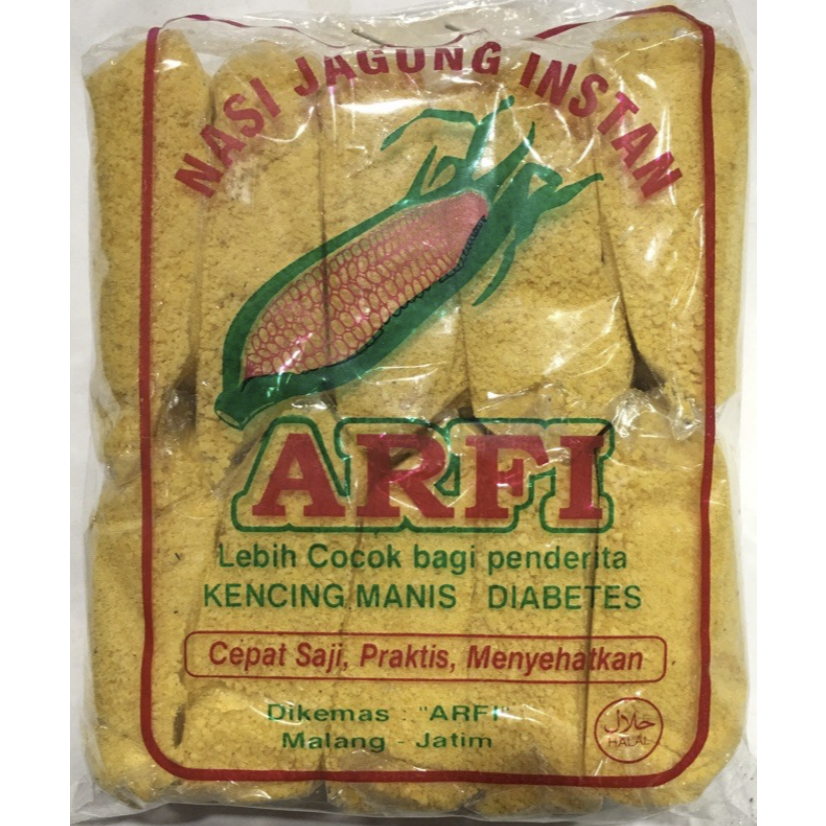 NASI JAGUNG INSTAN
ARFI
Lebih Cocok bagi penderita
KENCING MANIS DIABETES
Cepat Saji, Praktis, Menyehatkan
Dikemas : "ARFI"
Malang - Jatim
حلال
HALAL